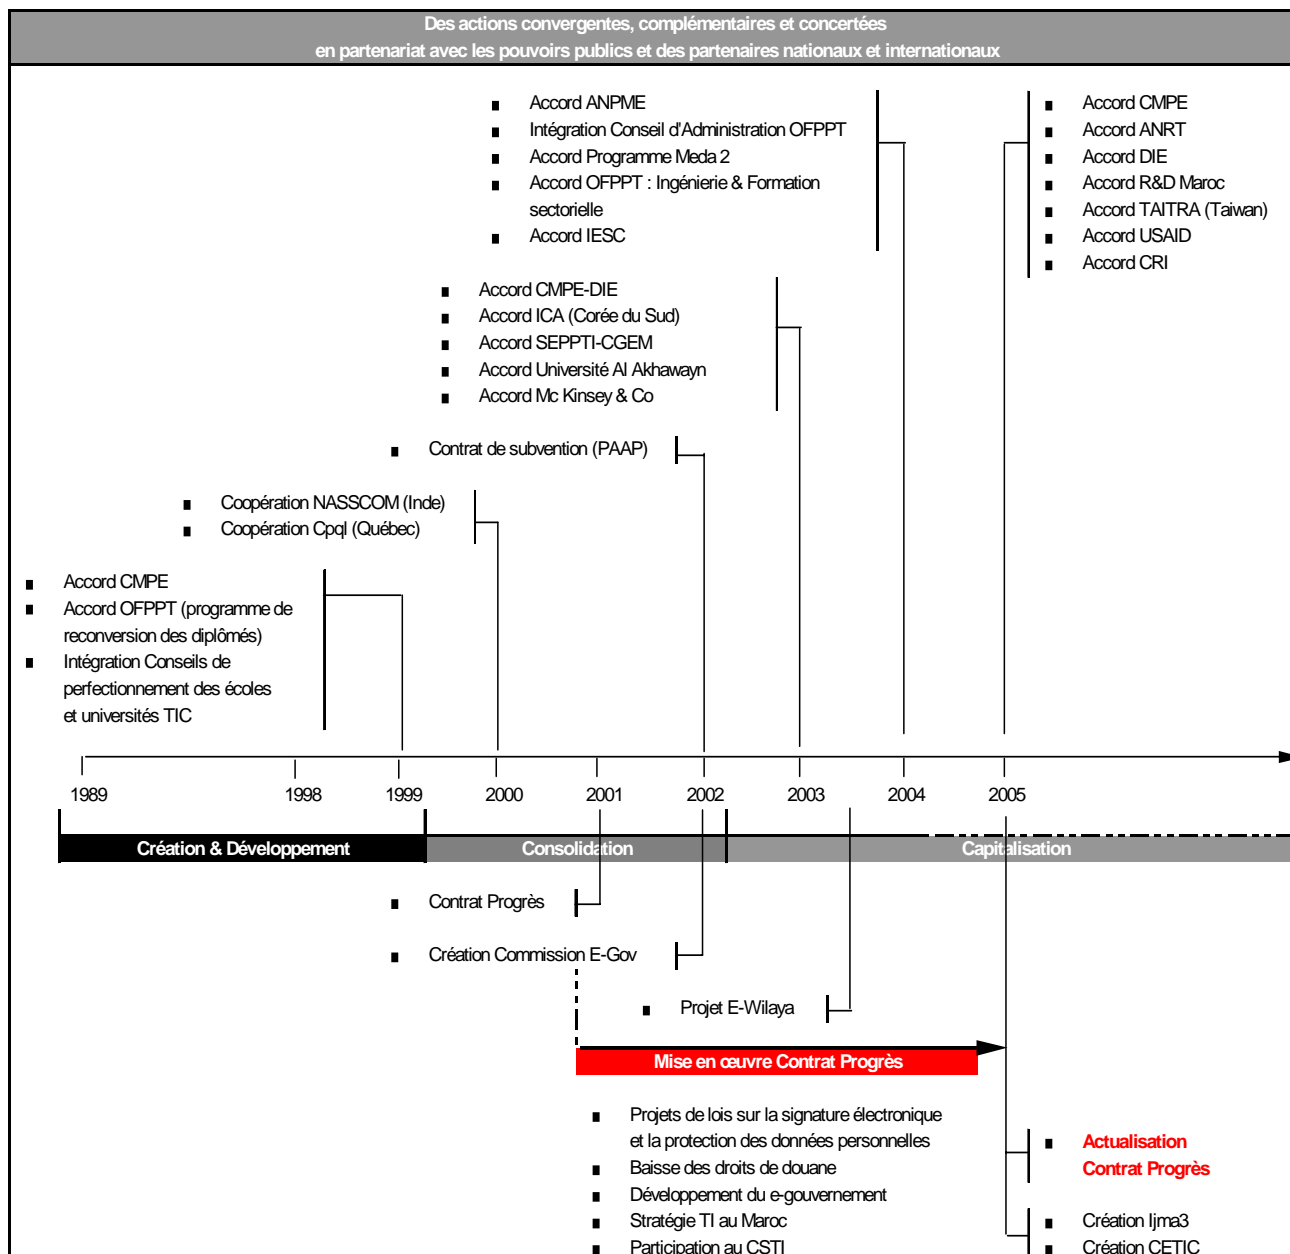 Des actions convergentes, complémentaires et concertées
en partenariat avec les pouvoirs publics et des partenaires nationaux et internationaux
Accord ANPME
Intégration Conseil d'Administration OFPPT
Accord Programme Meda 2
Accord OFPPT : Ingénierie & Formation
sectorielle
Accord IESC
Accord CMPE
Accord ANRT
Accord DIE
Accord R&D Maroc
Accord TAITRA (Taiwan)
Accord USAID
Accord CRI
Accord CMPE-DIE
Accord ICA (Corée du Sud)
Accord SEPPTI-CGEM
Accord Université Al Akhawayn
Accord Mc Kinsey & Co
Contrat de subvention (PAAP)
Coopération NASSCOM (Inde)
Coopération Cpql (Québec)
Accord CMPE
Accord OFPPT (programme de
reconversion des diplômés)
Intégration Conseils de
perfectionnement des écoles
et universités TIC
1989 1998 1999 2000 2001 2002 2003 2004 2005
Création & Développement Consolidation Capitalisation
Contrat Progrès
Création Commission E-Gov
Projet E-Wilaya
Mise en œuvre Contrat Progrès
Projets de lois sur la signature électronique
et la protection des données personnelles
Baisse des droits de douane
Développement du e-gouvernement
Stratégie TI au Maroc
Participation au CSTI
Actualisation
Contrat Progrès
Création Ijma3
Création CETIC